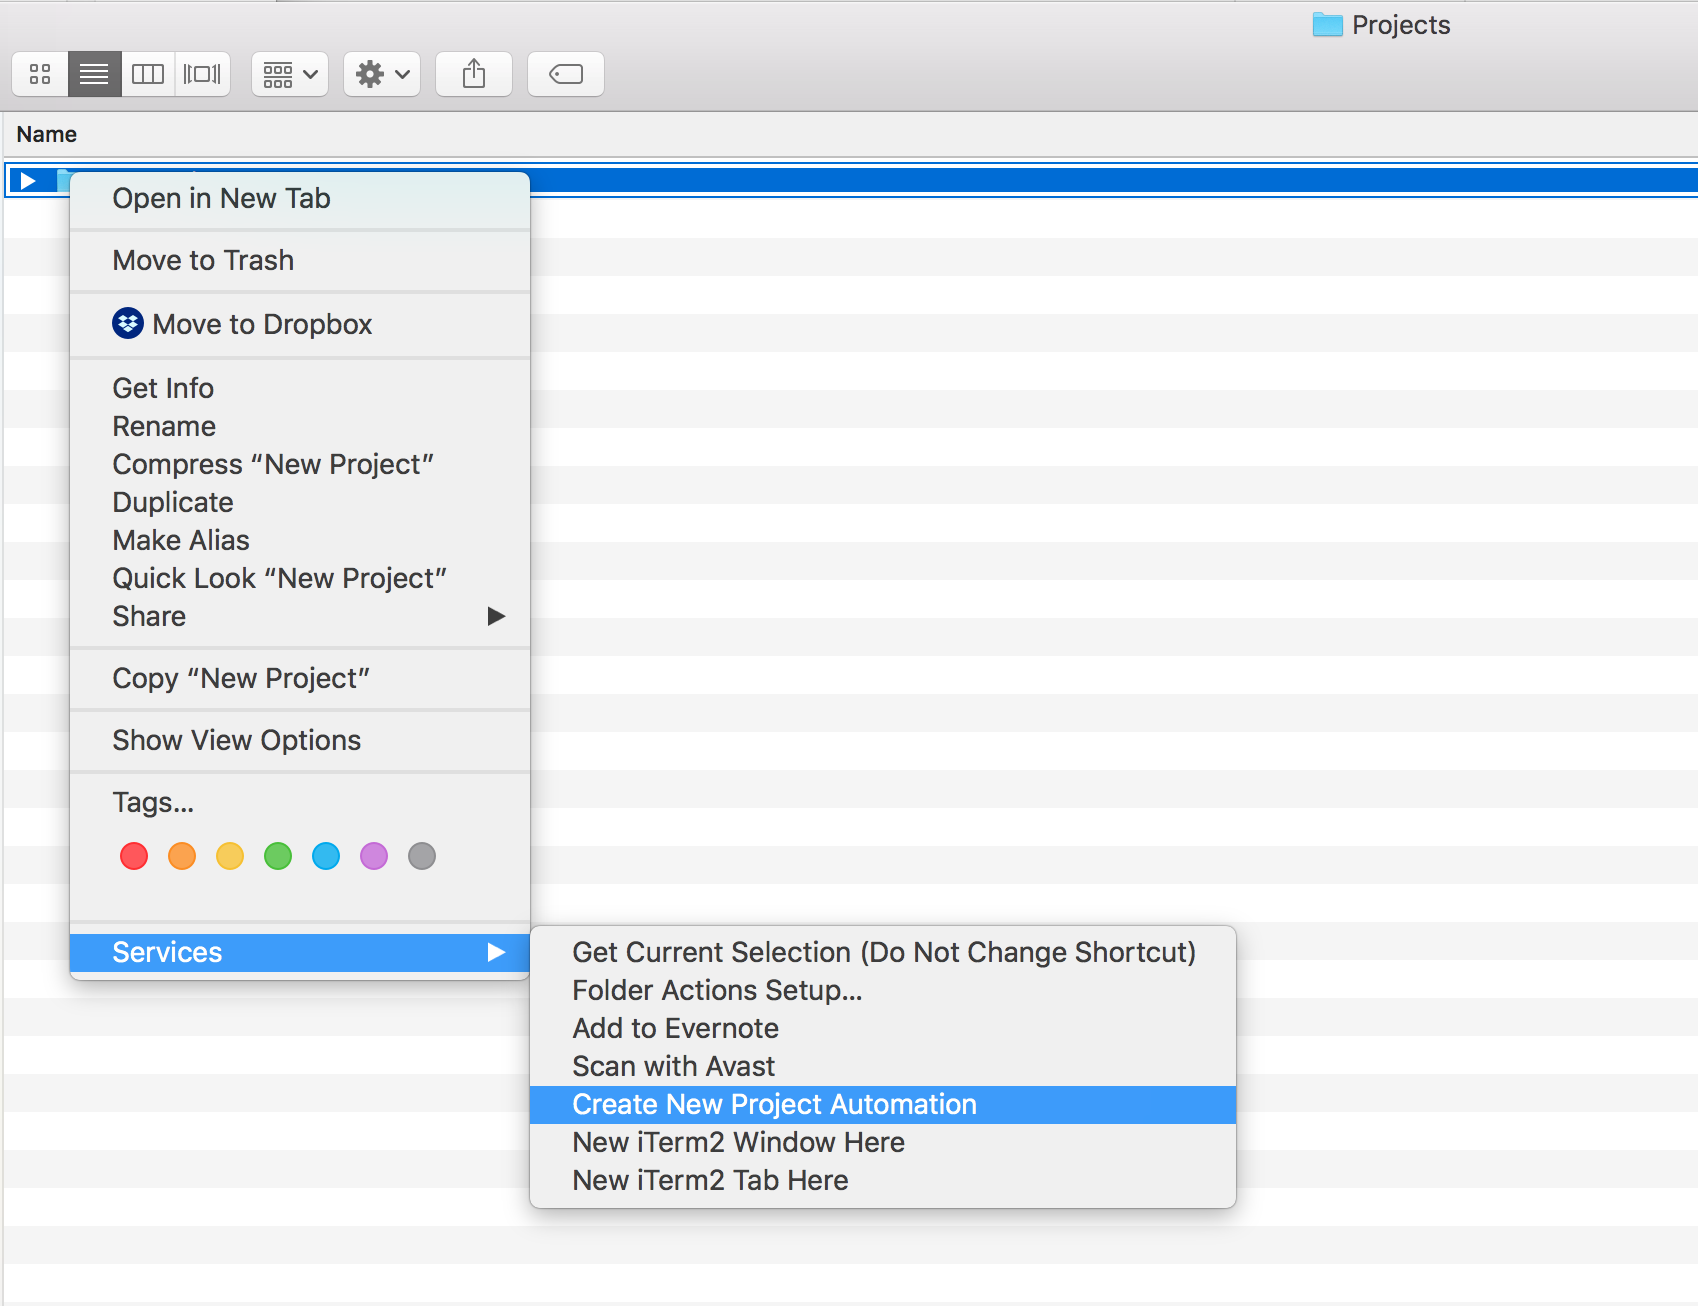 Projects
Name
Open in New Tab
Move to Trash
Move to Dropbox
Get Info
Rename
Compress “New Project”
Duplicate
Make Alias
Quick Look “New Project”
Share
Copy “New Project”
Show View Options
Tags...
Services
Get Current Selection (Do Not Change Shortcut)
Folder Actions Setup...
Add to Evernote
Scan with Avast
Create New Project Automation
New iTerm2 Window Here
New iTerm2 Tab Here